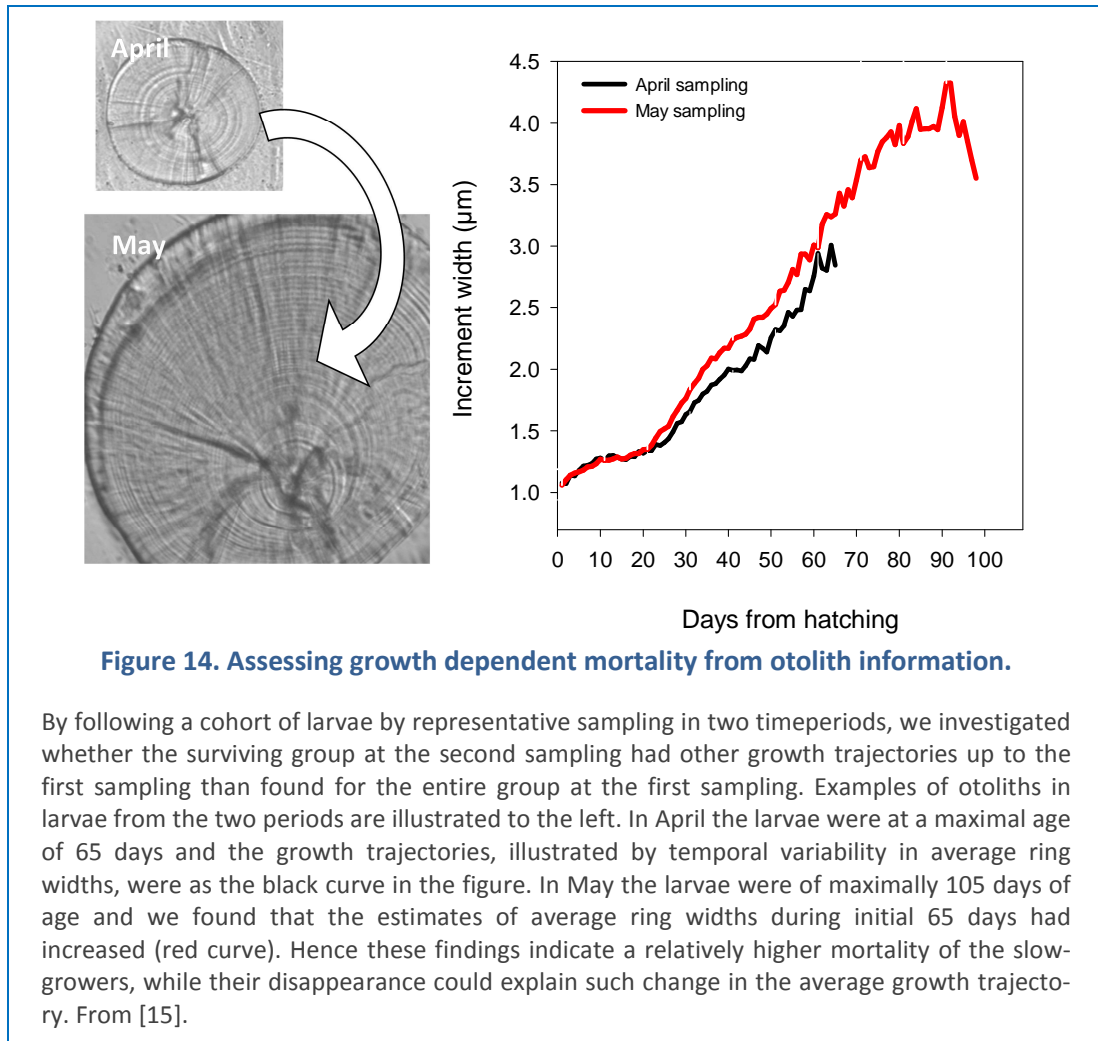 April
May
4.5
4.0
3.5
3.0
2.5
2.0
1.5
1.0
Increment width (µm)
April sampling
May sampling
0 10 20 30 40 50 60 70 80 90 100
Days from hatching
Figure 14. Assessing growth dependent mortality from otolith information.
By following a cohort of larvae by representative sampling in two timeperiods, we investigated
whether the surviving group at the second sampling had other growth trajectories up to the
first sampling than found for the entire group at the first sampling. Examples of otoliths in
larvae from the two periods are illustrated to the left. In April the larvae were at a maximal age
of 65 days and the growth trajectories, illustrated by temporal variability in average ring
widths, were as the black curve in the figure. In May the larvae were of maximally 105 days of
age and we found that the estimates of average ring widths during initial 65 days had
increased (red curve). Hence these findings indicate a relatively higher mortality of the slow-
growers, while their disappearance could explain such change in the average growth trajecto-
ry. From [15].